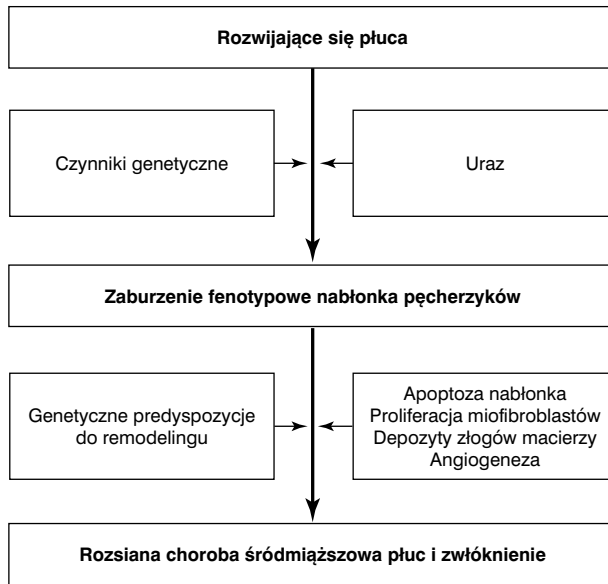 Rozwijające się płuca
Czynniki genetyczne
Uraz
Zaburzenie fenotypowe nabłonka pęcherzyków
Genetyczne predyspozycje
do remodelingu
Apoptoza nabłonka
Proliferacja miofibroblastów
Depozyty złogów macierzy
Angiogeneza
Rozsiana choroba śródmiąższowa płuc i zwłóknienie